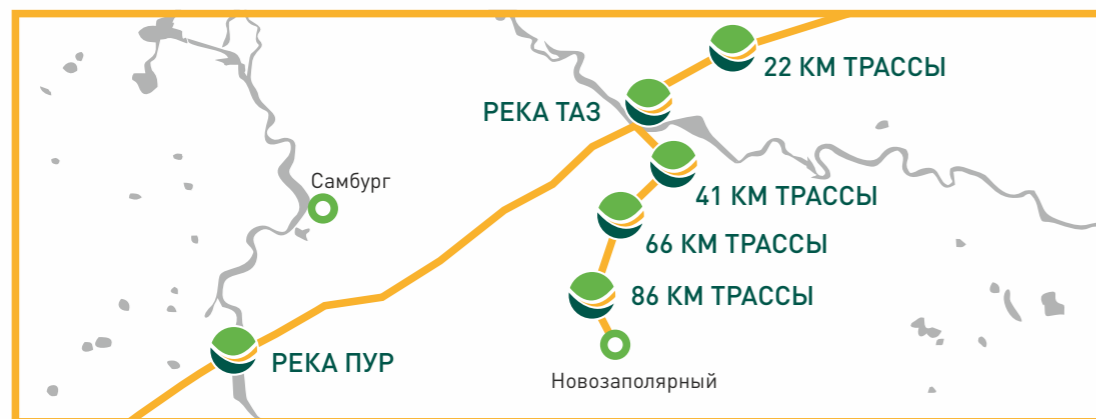 22 КМ ТРАССЫ
РЕКА ТАЗ
Самбург
41 КМ ТРАССЫ
66 КМ ТРАССЫ
86 КМ ТРАССЫ
РЕКА ПУР
Новозаполярный